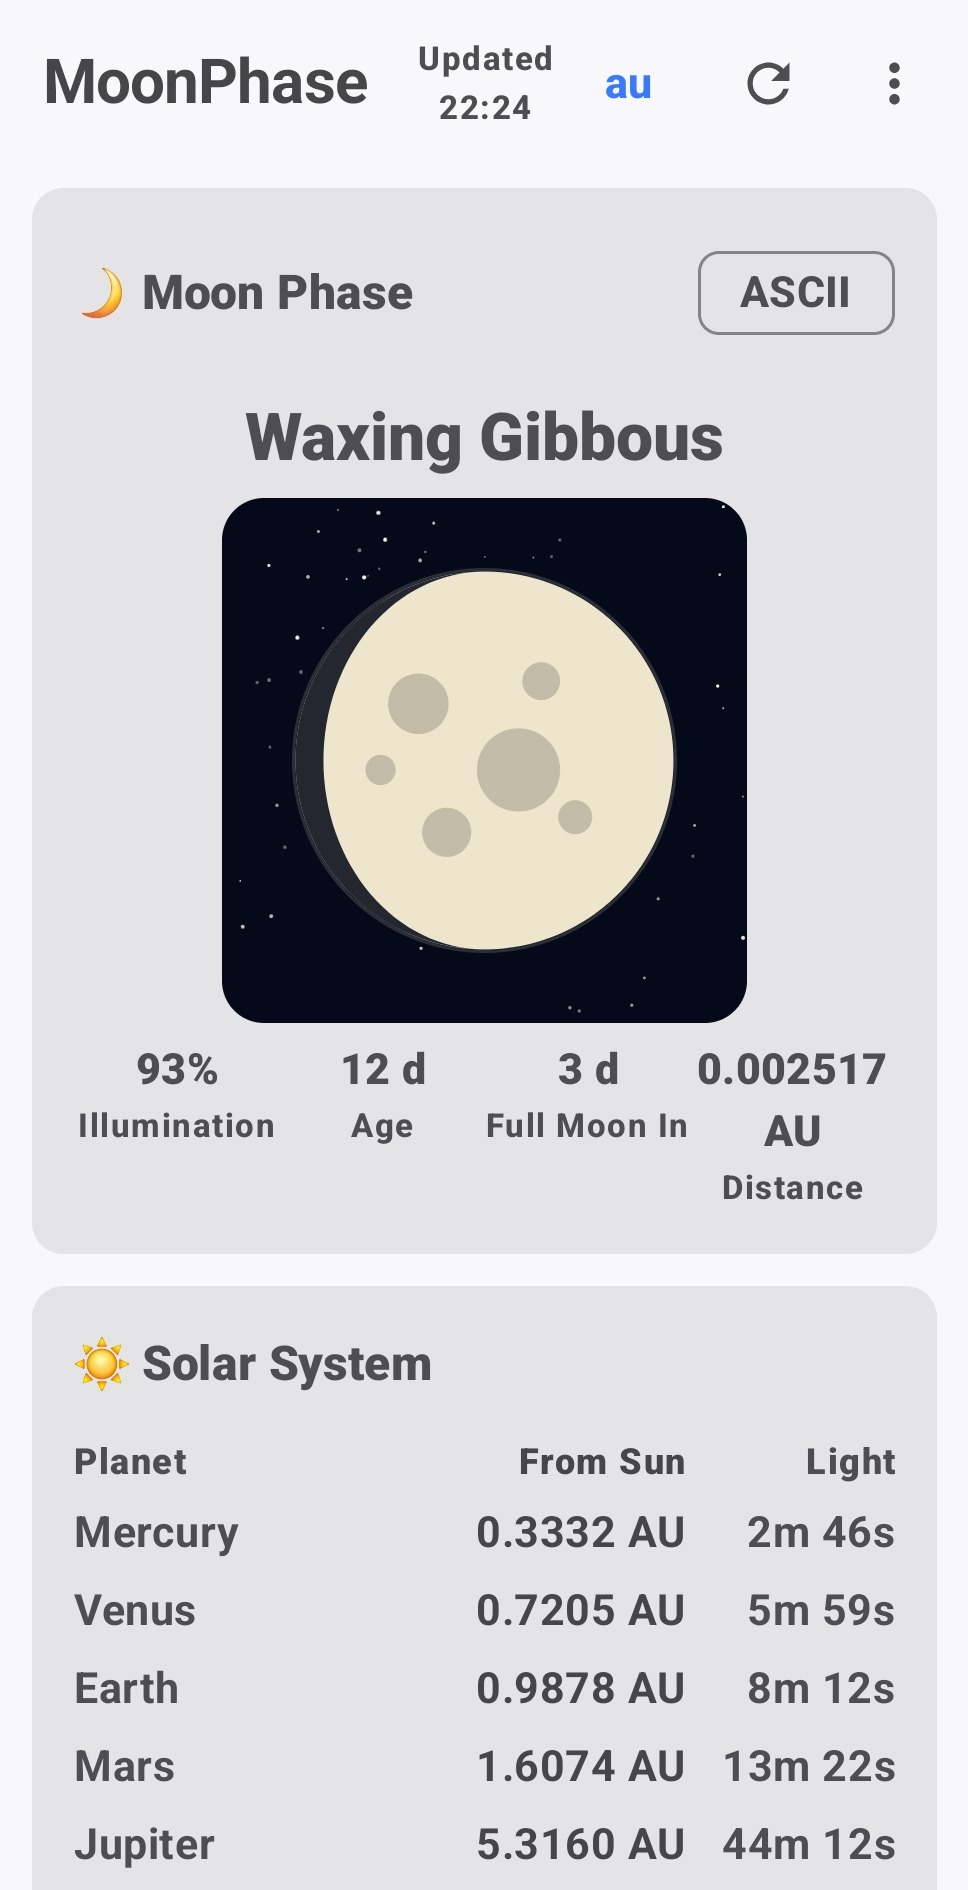 MoonPhase
Updated
22:24
au
Moon Phase
ASCII
Waxing Gibbous
93%
Illumination
12 d
Age
3 d
Full Moon In
0.002517
AU
Distance
Solar System
Planet From Sun Light
Mercury 0.3332 AU 2m 46s
Venus 0.7205 AU 5m 59s
Earth 0.9878 AU 8m 12s
Mars 1.6074 AU 13m 22s
Jupiter 5.3160 AU 44m 12s